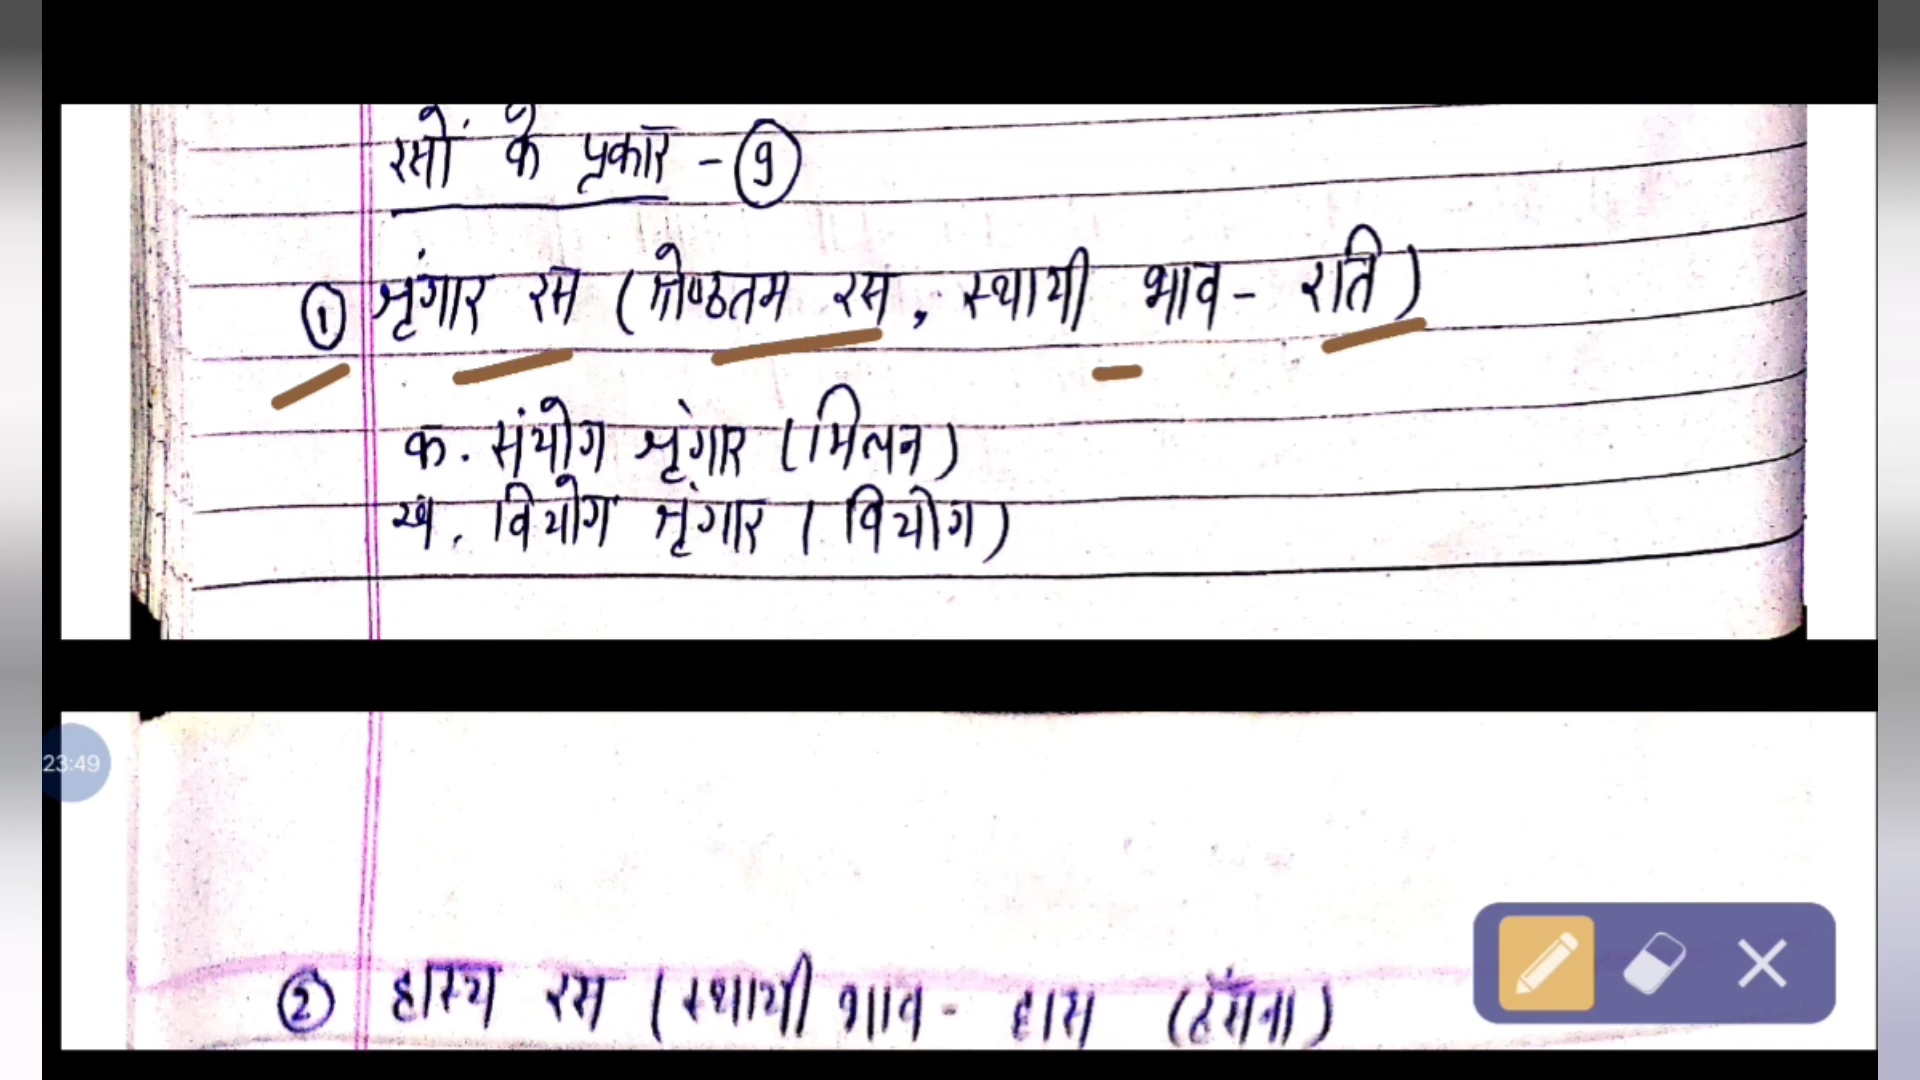 रसों के प्रकार - 9
① श्रृंगार रस (श्रेष्ठतम रस, स्थायी भाव - रति)
क. संयोग श्रृंगार (मिलन)
ख. वियोग श्रृंगार (वियोग)
23:49
② हास्य रस (स्थायी भाव - हास (हँसना)